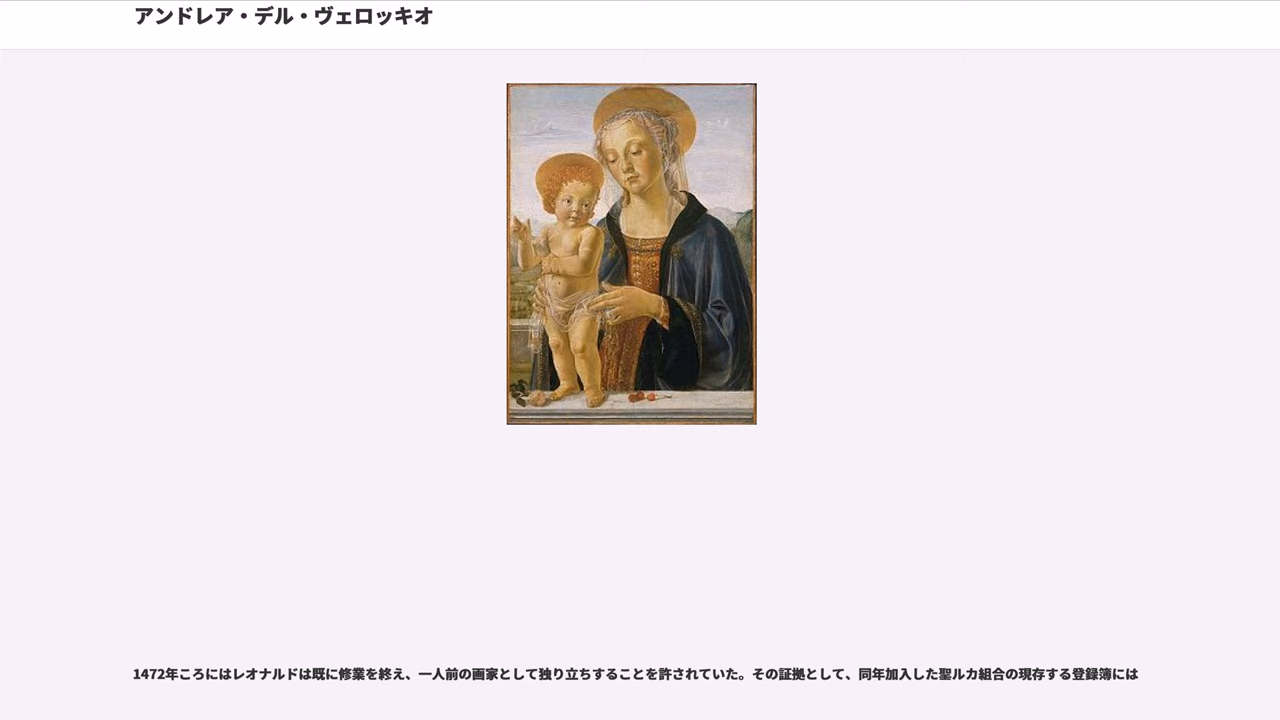 アンドレア・デル・ヴェロッキオ
1472年ころにはレオナルドは既に修業を終え、一人前の画家として独り立ちすることを許されていた。その証拠として、同年加入した聖ルカ組合の現存する登録簿には